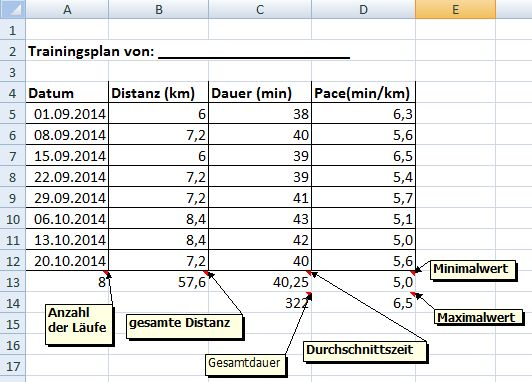 A B C D E
1
2 Trainingsplan von: ______________________
3
4 Datum Distanz (km) Dauer (min) Pace(min/km)
5 01.09.2014 6 38 6,3
6 08.09.2014 7,2 40 5,6
7 15.09.2014 6 39 6,5
8 22.09.2014 7,2 39 5,4
9 29.09.2014 7,2 41 5,7
10 06.10.2014 8,4 43 5,1
11 13.10.2014 8,4 42 5,0
12 20.10.2014 7,2 40 5,6
Minimalwert
13 8 57,6 40,25 5,0
14 322 6,5
Anzahl
der Läufe
gesamte Distanz
Maximalwert
15
Durchschnittszeit
16
Gesamtdauer
17